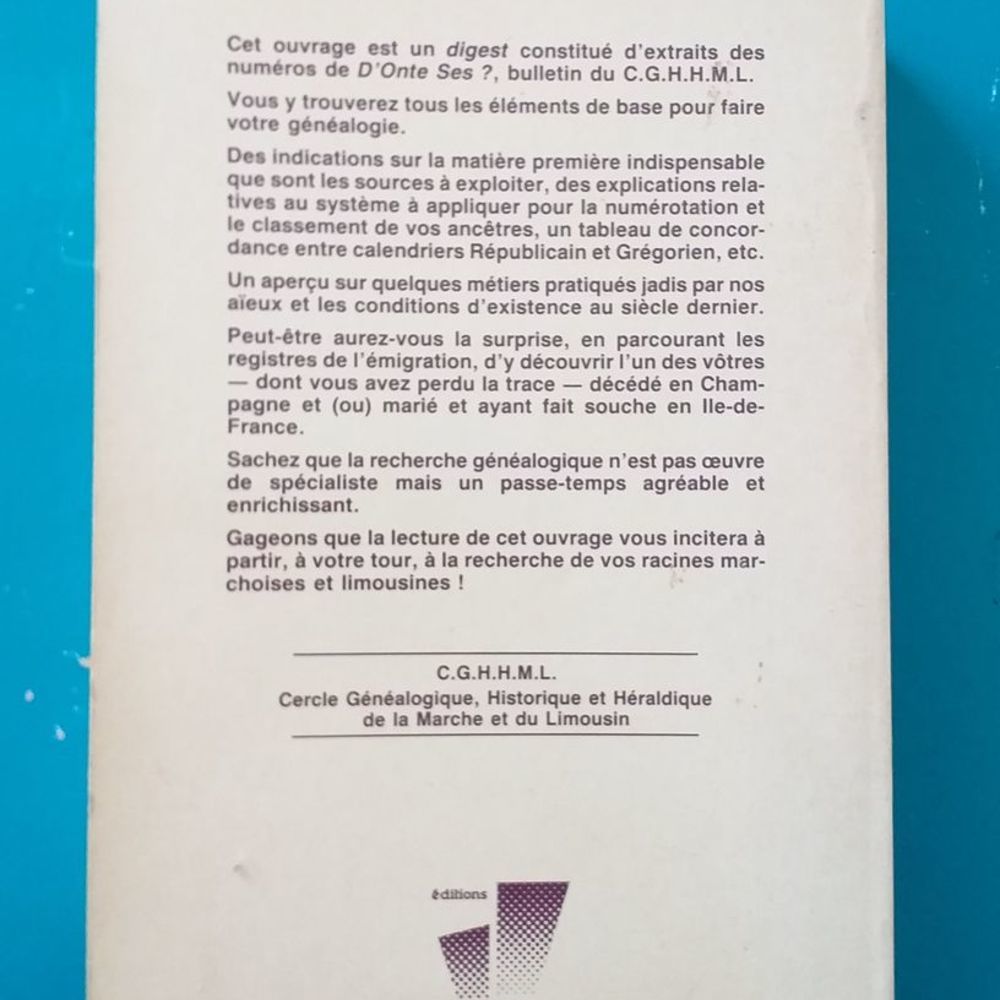 Cet ouvrage est un digest constitué d'extraits des
numéros de D'Onte Ses ?, bulletin du C.G.H.H.M.L.
Vous y trouverez tous les éléments de base pour faire
votre généalogie.
Des indications sur la matière première indispensable
que sont les sources à exploiter, des explications rela-
tives au système à appliquer pour la numérotation et
le classement de vos ancêtres, un tableau de concor-
dance entre calendriers Républicain et Grégorien, etc.
Un aperçu sur quelques métiers pratiqués jadis par nos
aïeux et les conditions d'existence au siècle dernier.
Peut-être aurez-vous la surprise, en parcourant les
registres de l'émigration, d'y découvrir l'un des vôtres
— dont vous avez perdu la trace — décédé en Cham-
pagne et (ou) marié et ayant fait souche en Ile-de-
France.
Sachez que la recherche généalogique n'est pas œuvre
de spécialiste mais un passe-temps agréable et
enrichissant.
Gageons que la lecture de cet ouvrage vous incitera à
partir, à votre tour, à la recherche de vos racines mar-
choises et limousines !
C.G.H.H.M.L.
Cercle Généalogique, Historique et Héraldique
de la Marche et du Limousin
éditions